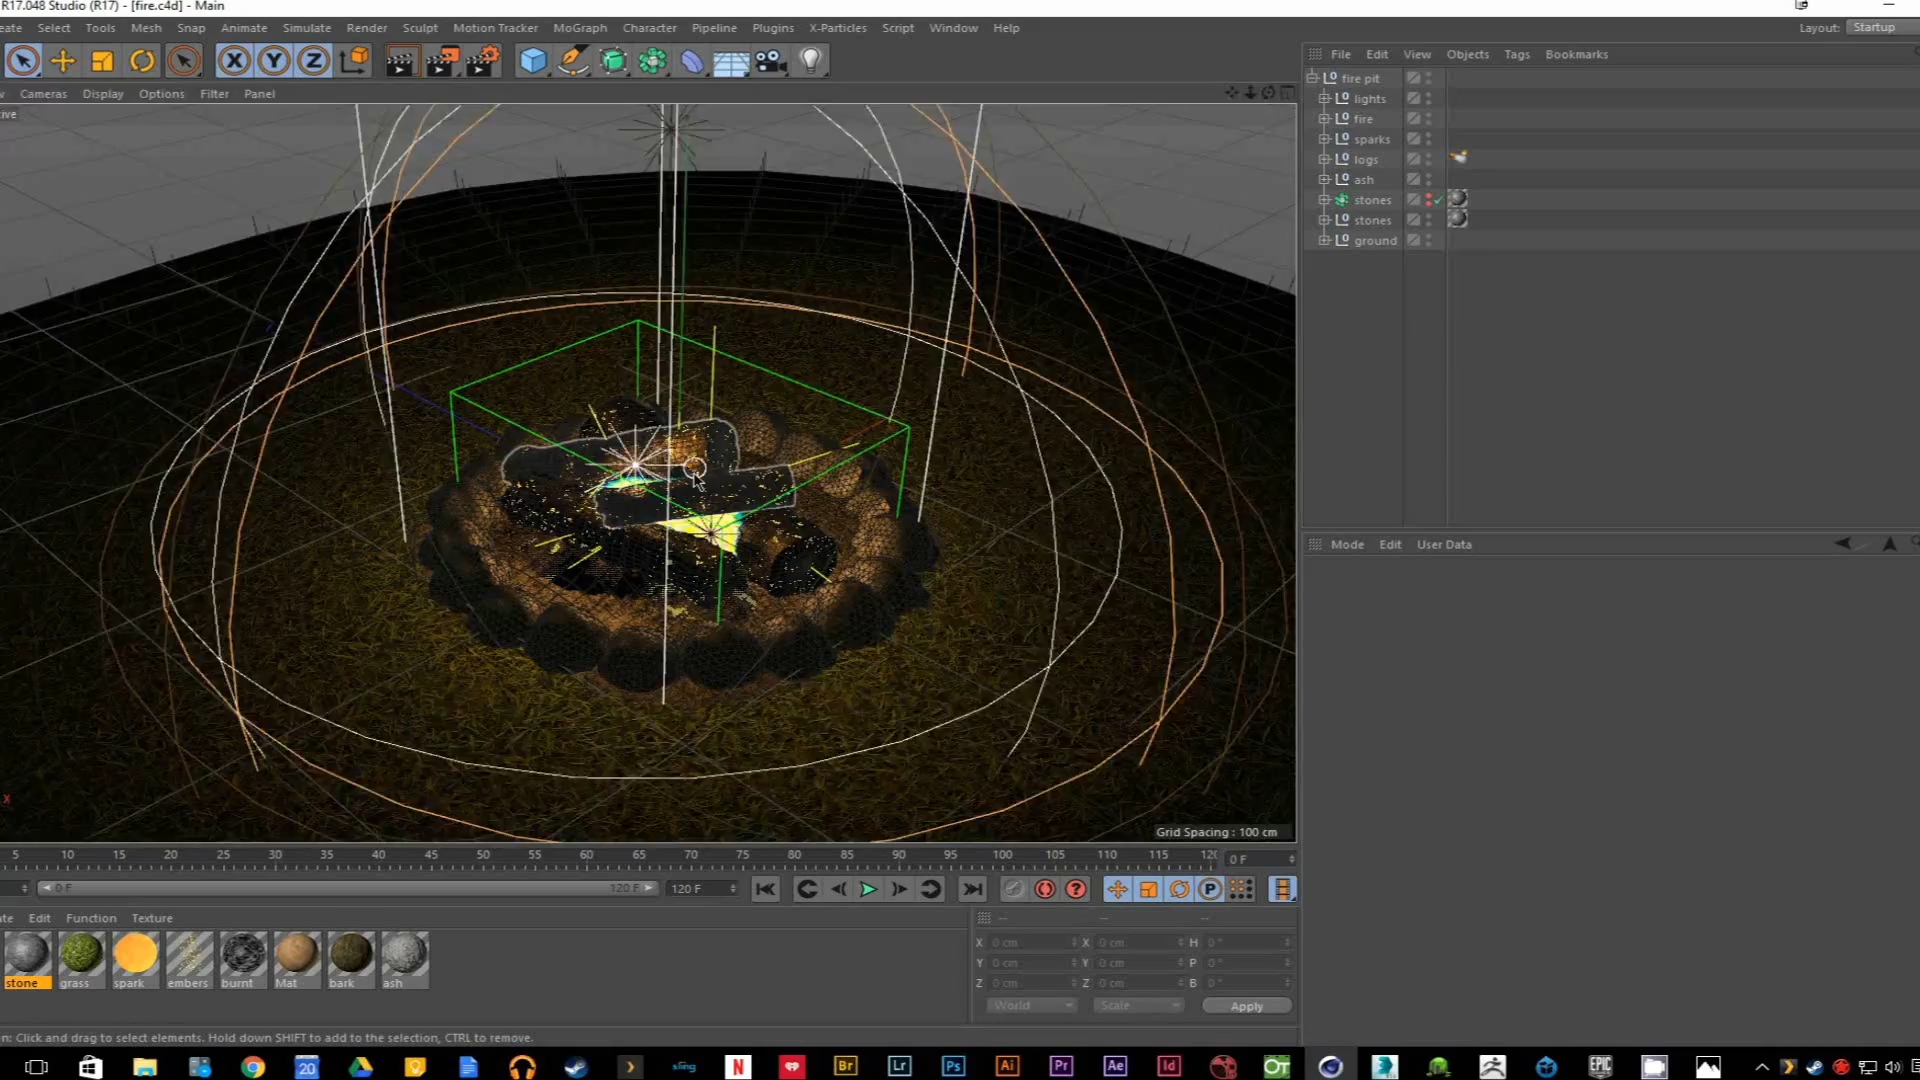 R17.048 Studio (R17) - [fire.c4d] - Main
eate Select Tools Mesh Snap Animate Simulate Render Sculpt Motion Tracker MoGraph Character Pipeline Plugins X-Particles Script Window Help
Layout: Startup
X Y Z
File Edit View Objects Tags Bookmarks
w Cameras Display Options Filter Panel
ive
fire pit
lights
fire
sparks
logs
ash
stones
stones
ground
Mode Edit User Data
X
Grid Spacing : 100 cm
5 10 15 20 25 30 35 40 45 50 55 60 65 70 75 80 85 90 95 100 105 110 115 120
0 F
0 F 120 F 120 F
P
ate Edit Function Texture
-- -- --
X 0 cm X 0 cm H 0 °
Y 0 cm Y 0 cm P 0 °
Z 0 cm Z 0 cm B 0 °
World Scale Apply
stone grass spark embers burnt Mat bark ash
n: Click and drag to select elements. Hold down SHIFT to add to the selection, CTRL to remove.
20 sling N Br Lr Ps Ai Pr Ae Id OT EPIC